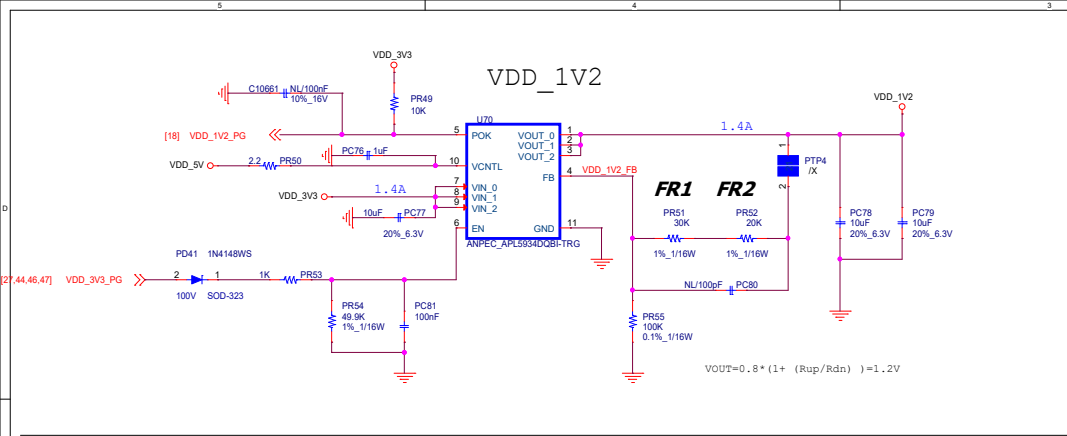 5
4
3
D
VDD_1V2
VDD_3V3
C10661
NL/100nF
10%_16V
PR49
10K
[18] VDD_1V2_PG
PC76
1uF
VDD_5V
2.2
PR50
VDD_3V3
1.4A
10uF
PC77
20%_6.3V
U70
5
POK
10
VCNTL
7
VIN_0
8
VIN_1
9
VIN_2
6
EN
VOUT_0
1
VOUT_1
2
VOUT_2
3
FB
4
GND
11
ANPEC_APL5934DQBI-TRG
VDD_1V2_FB
1.4A
VDD_1V2
1
PTP4
/X
2
FR1
FR2
PR51
30K
1%_1/16W
PR52
20K
1%_1/16W
NL/100pF
PC80
PC78
10uF
20%_6.3V
PC79
10uF
20%_6.3V
PR55
100K
0.1%_1/16W
VOUT=0.8*(1+ (Rup/Rdn) )=1.2V
PD41
1N4148WS
[27,44,46,47] VDD_3V3_PG
2
1
100V
SOD-323
1K
PR53
PR54
49.9K
1%_1/16W
PC81
100nF